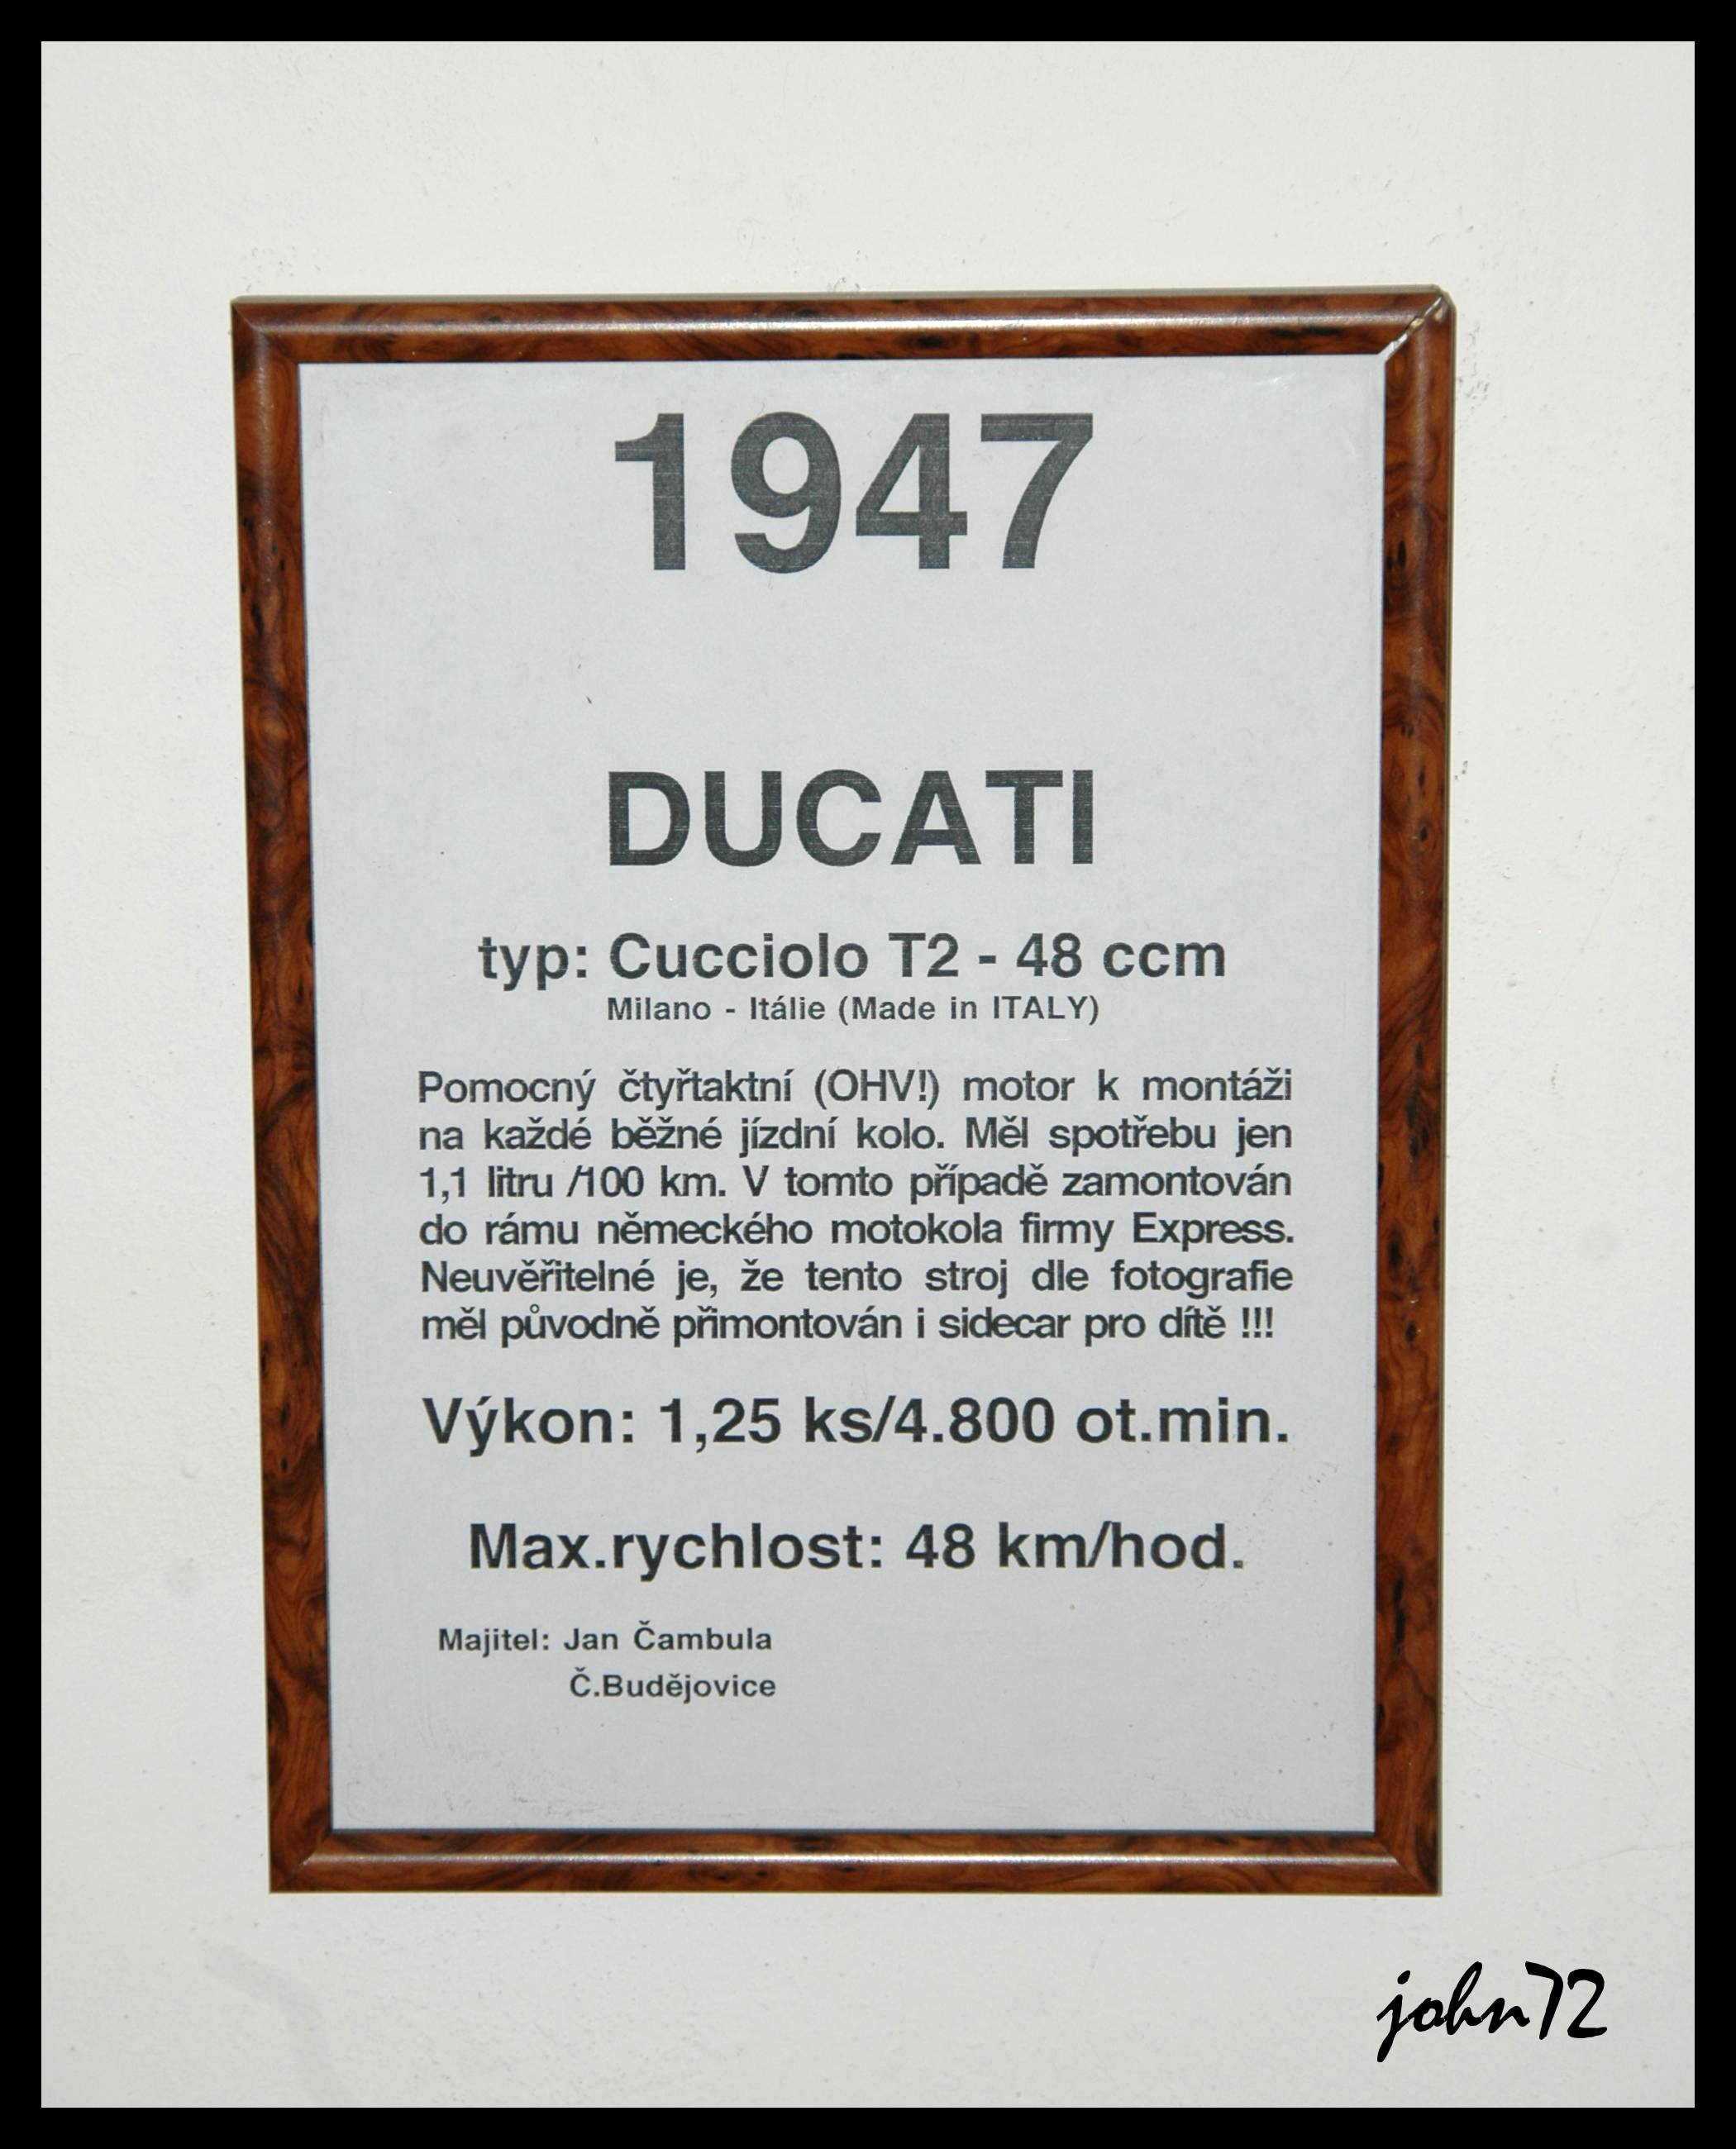 1947
DUCATI
typ: Cucciolo T2 - 48 ccm
Milano - Itálie (Made in ITALY)
Pomocný čtyřtaktní (OHV!) motor k montáži
na každé běžné jízdní kolo. Měl spotřebu jen
1,1 litru /100 km. V tomto případě zamontován
do rámu německého motokola firmy Express.
Neuvěřitelné je, že tento stroj dle fotografie
měl původně přimontován i sidecar pro dítě !!!
Výkon: 1,25 ks/4.800 ot.min.
Max.rychlost: 48 km/hod.
Majitel: Jan Čambula
Č.Budějovice
john72